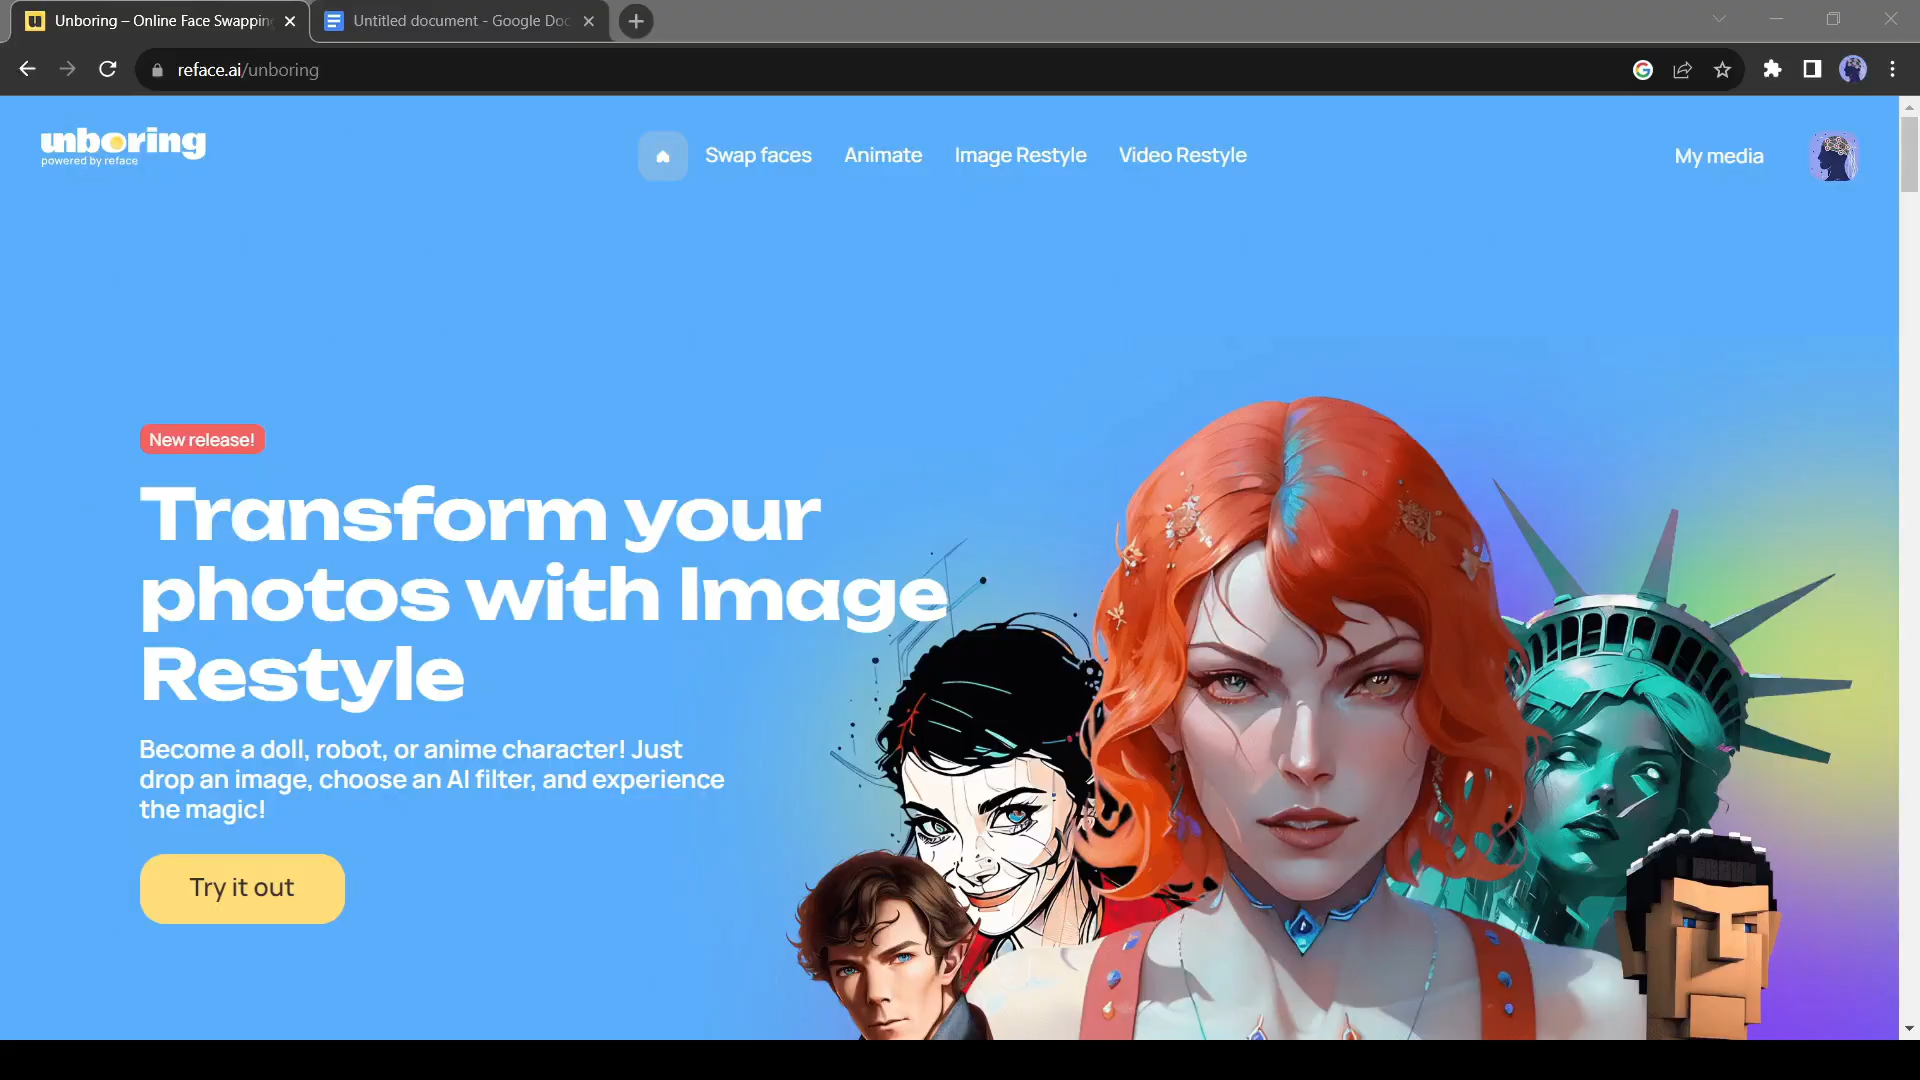 Unboring – Online Face Swappin
Untitled document - Google Doc
reface.ai/unboring
unboring
powered by reface
Swap faces
Animate
Image Restyle
Video Restyle
My media
New release!
Transform your
photos with Image
Restyle
Become a doll, robot, or anime character! Just
drop an image, choose an AI filter, and experience
the magic!
Try it out